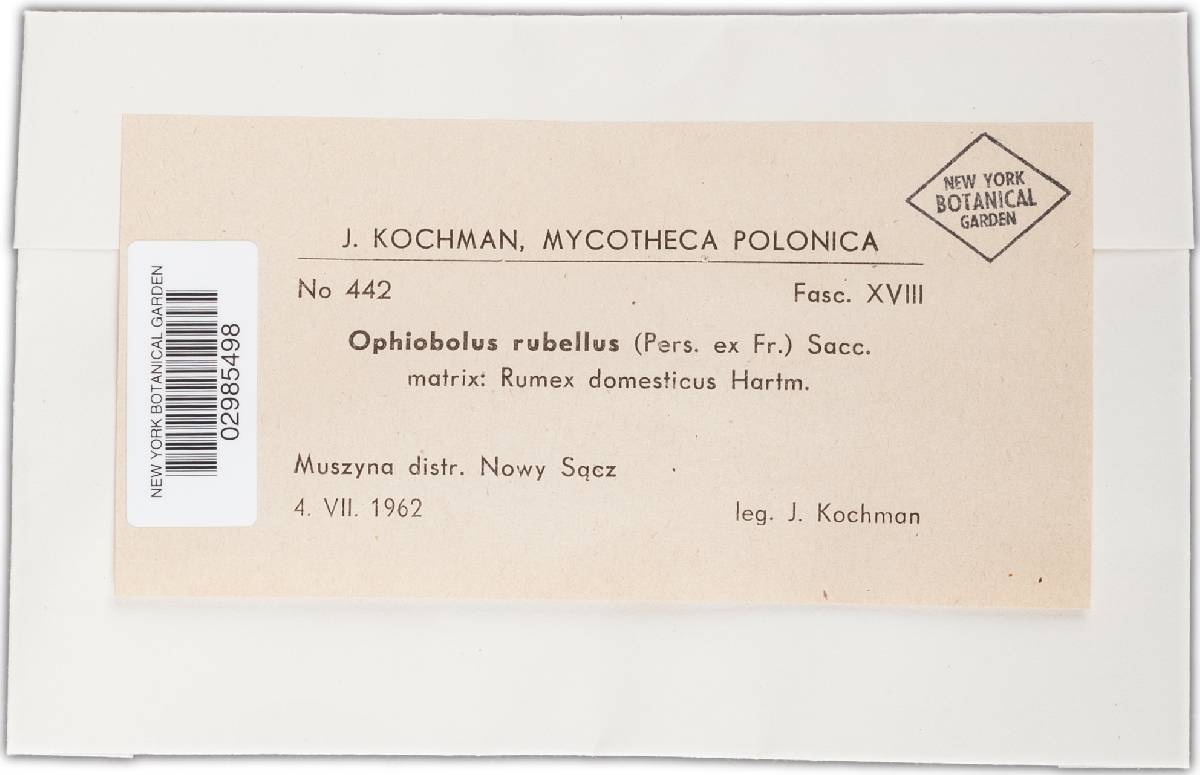 NEW YORK
BOTANICAL
GARDEN
J. KOCHMAN, MYCOTHECA POLONICA
No 442 Fasc. XVIII
Ophiobolus rubellus (Pers. ex Fr.) Sacc.
matrix: Rumex domesticus Hartm.
Muszyna distr. Nowy Sącz
4. VII. 1962 leg. J. Kochman
NEW YORK BOTANICAL GARDEN
02985498